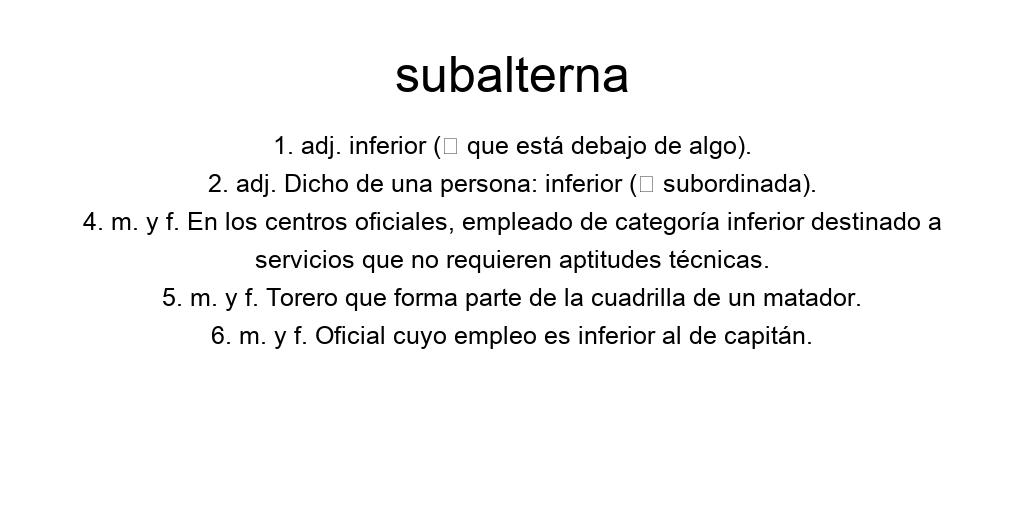 subalterna
1. adj. inferior (▯ que está debajo de algo).
2. adj. Dicho de una persona: inferior (▯ subordinada).
4. m. y f. En los centros oficiales, empleado de categoría inferior destinado a
servicios que no requieren aptitudes técnicas.
5. m. y f. Torero que forma parte de la cuadrilla de un matador.
6. m. y f. Oficial cuyo empleo es inferior al de capitán.